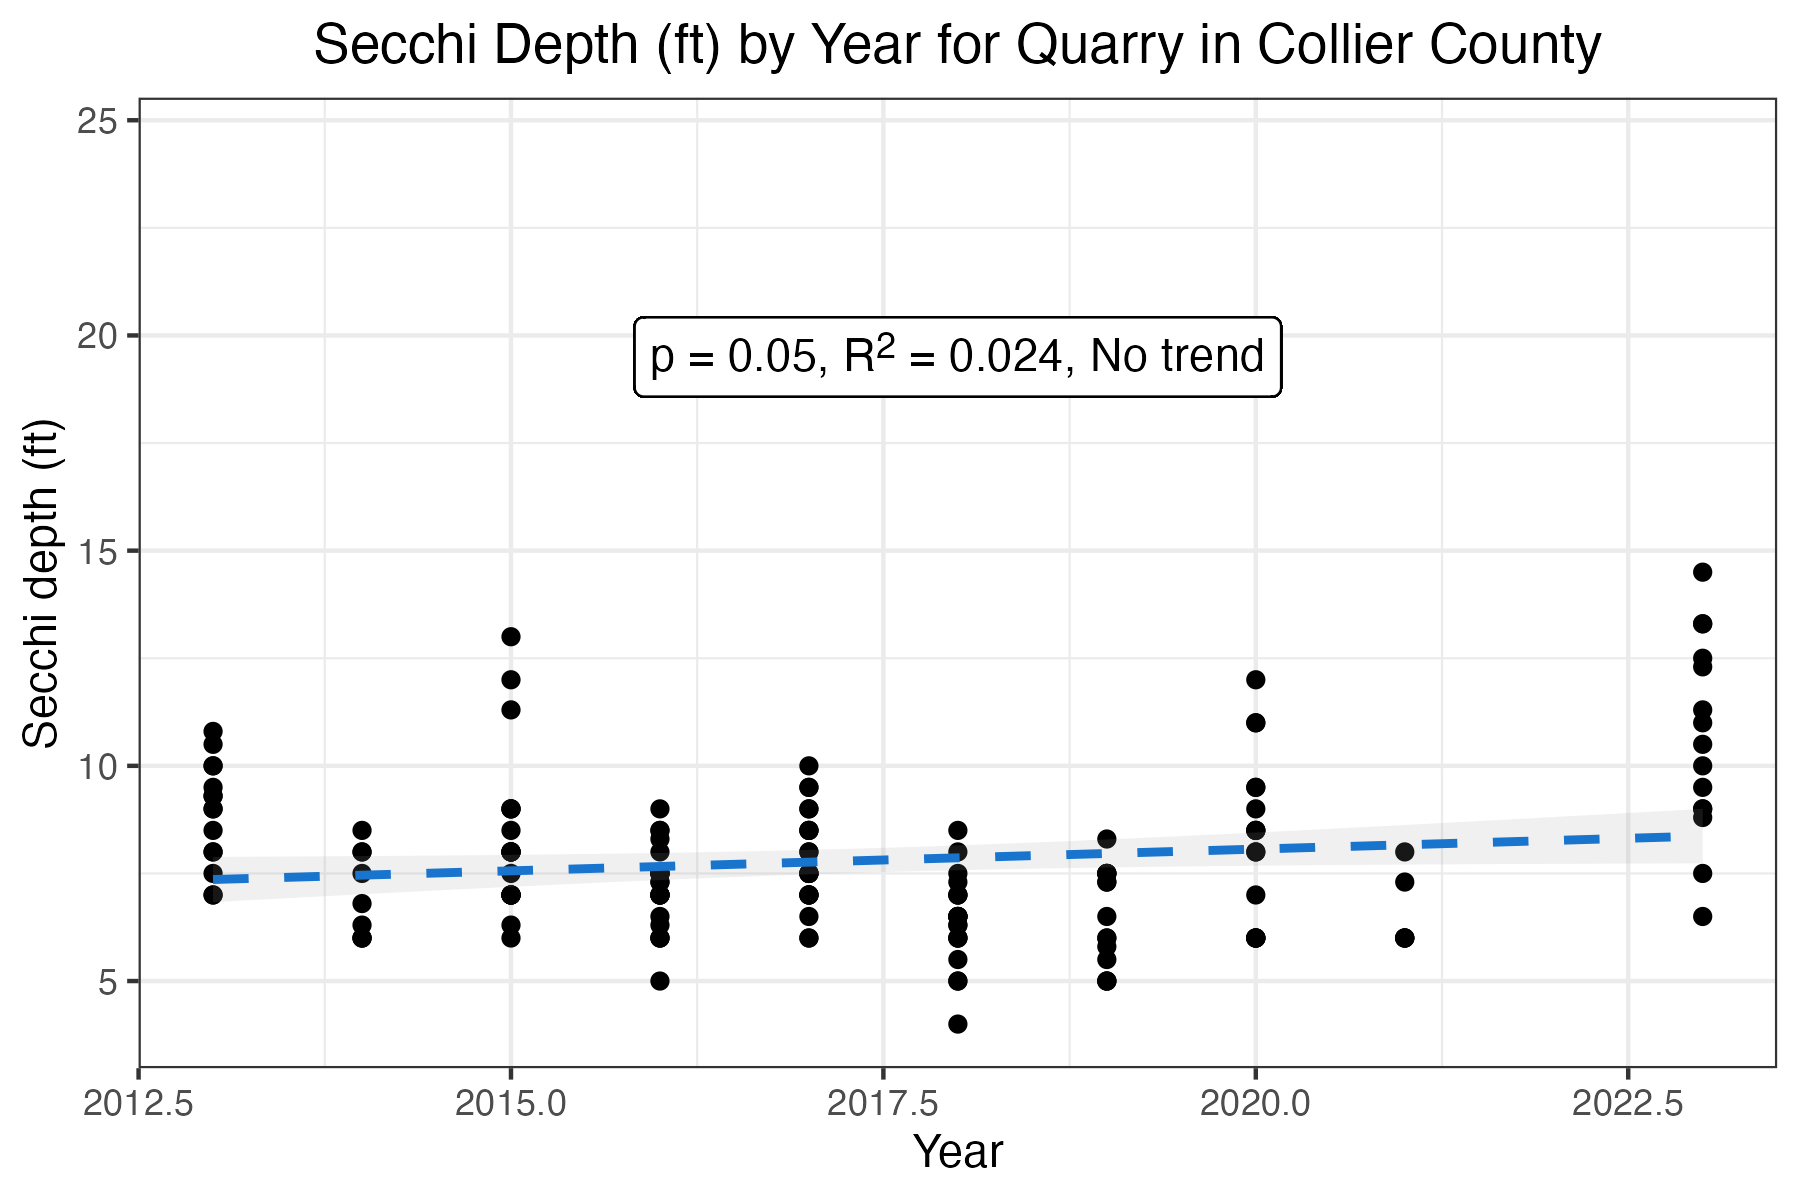 Secchi Depth (ft) by Year for Quarry in Collier County
25
20
15
10
5
Secchi depth (ft)
p = 0.05, R² = 0.024, No trend
2012.5 2015.0 2017.5 2020.0 2022.5
Year